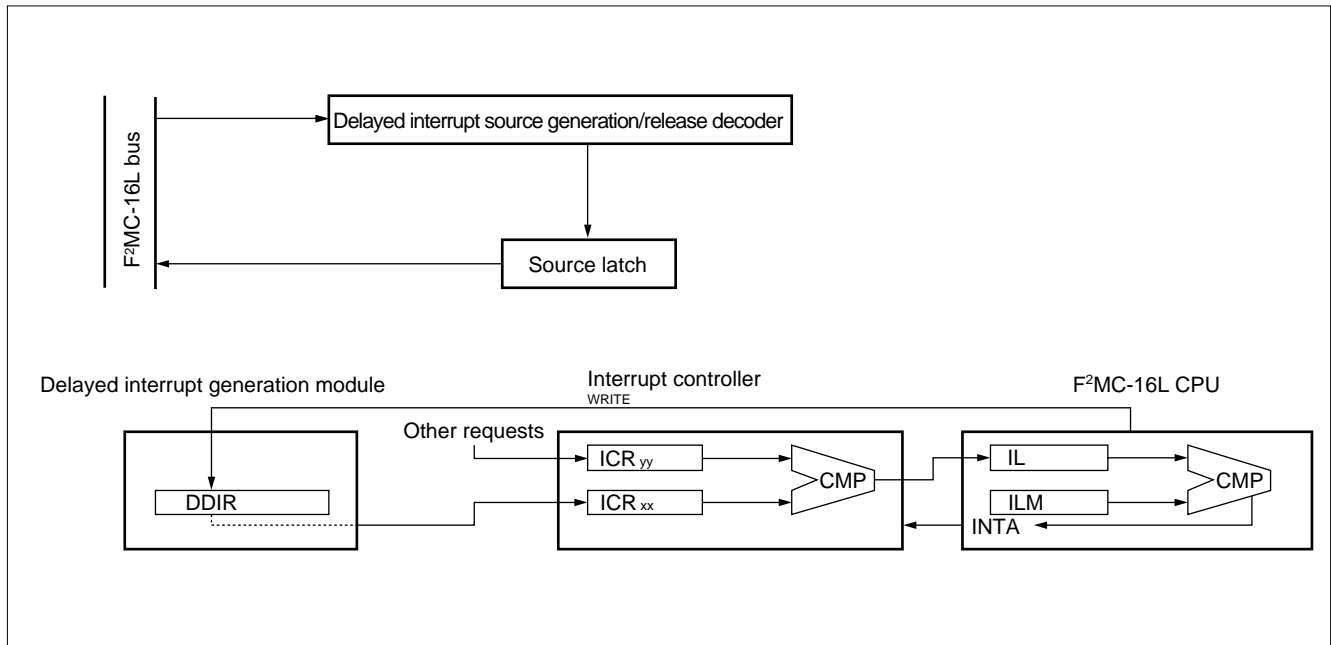 F²MC-16L bus
Delayed interrupt source generation/release decoder
Source latch
Delayed interrupt generation module
Interrupt controller
F²MC-16L CPU
WRITE
Other requests
DDIR
ICR yy
ICR xx
CMP
IL
ILM
CMP
INTA